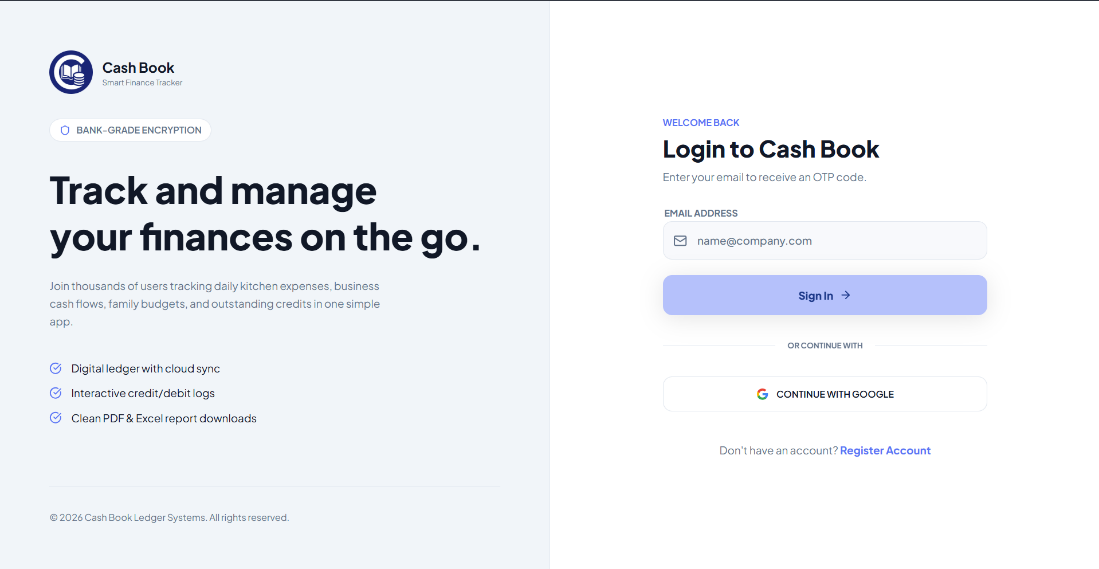 Cash Book
Smart Finance Tracker
BANK-GRADE ENCRYPTION
Track and manage
your finances on the go.
Join thousands of users tracking daily kitchen expenses, business
cash flows, family budgets, and outstanding credits in one simple
app.
Digital ledger with cloud sync
Interactive credit/debit logs
Clean PDF & Excel report downloads
© 2026 Cash Book Ledger Systems. All rights reserved.
WELCOME BACK
Login to Cash Book
Enter your email to receive an OTP code.
EMAIL ADDRESS
name@company.com
Sign In
OR CONTINUE WITH
CONTINUE WITH GOOGLE
Don't have an account? Register Account